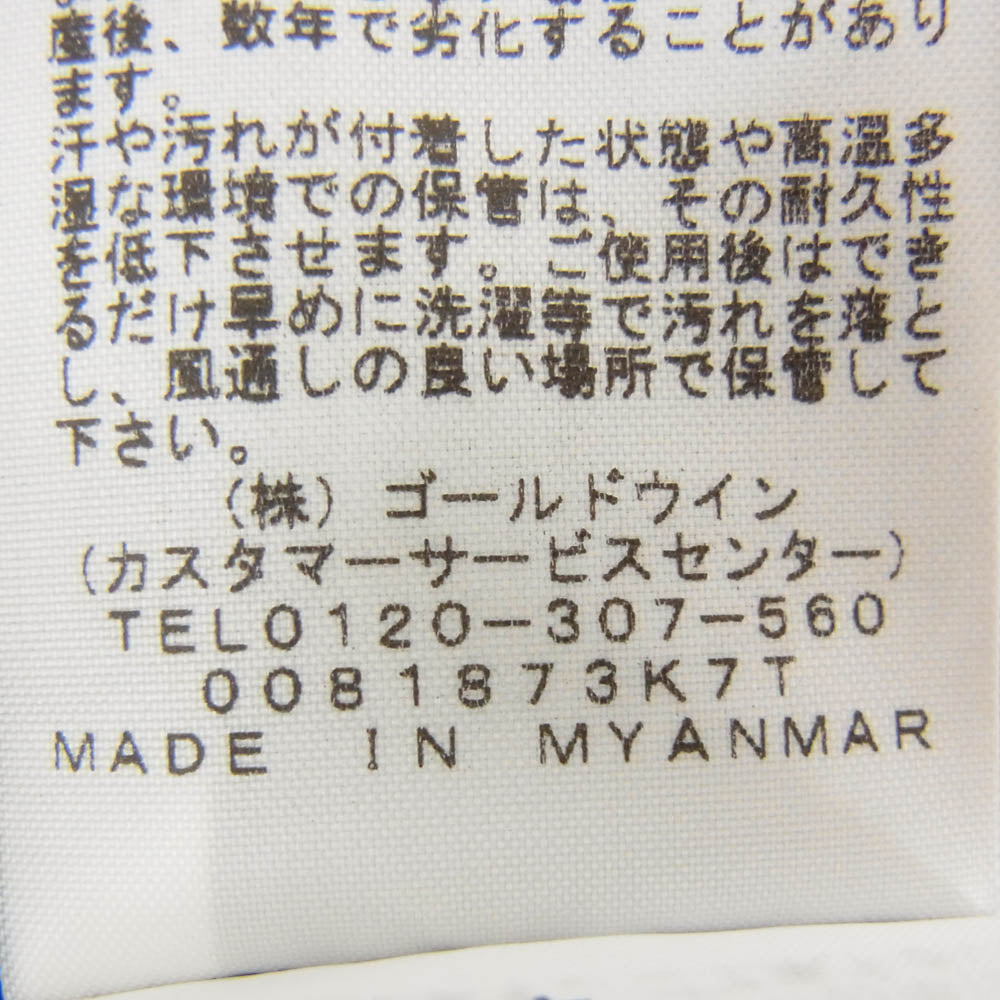 産後、数年で劣化することがあり
ます。
汗や汚れが付着した状態や高温多
湿な環境での保管は、その耐久性
を低下させます。ご使用後はでき
るだけ早めに洗濯等で汚れを落と
し、風通しの良い場所で保管して
下さい。
（株）ゴールドウイン
（カスタマーサービスセンター）
TEL0120-307-560
0081873K7T
MADE IN MYANMAR